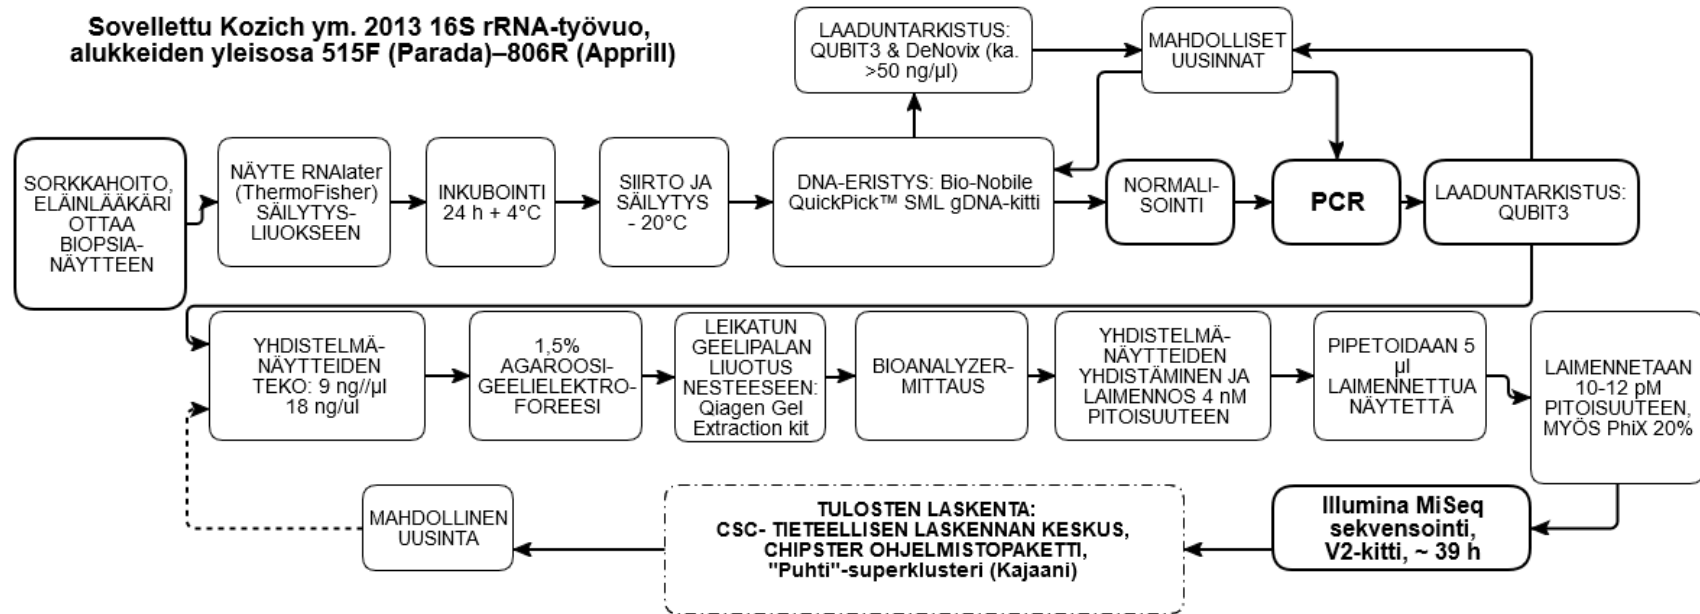 Sovellettu Kozich ym. 2013 16S rRNA-työvuo,
alukkeiden yleisosa 515F (Parada)–806R (Apprill)
LAADUNTARKISTUS:
QUBIT3 & DeNovix (ka.
>50 ng/µl)
MAHDOLLISET
UUSINNAT
SORKKAHOITO,
ELÄINLÄÄKÄRI
OTTAA
BIOPSIA-
NÄYTTEEN
NÄYTE RNAlater
(ThermoFisher)
SÄILYTYS-
LIUOKSEEN
INKUBOINTI
24 h + 4°C
SIIRTO JA
SÄILYTYS
- 20°C
DNA-ERISTYS: Bio-Nobile
QuickPick™ SML gDNA-kitti
NORMALI-
SOINTI
PCR
LAADUNTARKISTUS:
QUBIT3
YHDISTELMÄ-
NÄYTTEIDEN
TEKO: 9 ng//µl
18 ng/ul
1,5%
AGAROOSI-
GEELIELEKTRO-
FOREESI
LEIKATUN
GEELIPALAN
LIUOTUS
NESTEESEEN:
Qiagen Gel
Extraction kit
BIOANALYZER-
MITTAUS
YHDISTELMÄ-
NÄYTTEIDEN
YHDISTÄMINEN JA
LAIMENNOS 4 nM
PITOISUUTEEN
PIPETOIDAAN 5
µl
LAIMENNETTUA
NÄYTETTÄ
LAIMENNETAAN
10-12 pM
PITOISUUTEEN,
MYÖS PhiX 20%
Illumina MiSeq
sekvensointi,
V2-kitti, ~ 39 h
TULOSTEN LASKENTA:
CSC- TIETEELLISEN LASKENNAN KESKUS,
CHIPSTER OHJELMISTOPAKETTI,
"Puhti"-superklusteri (Kajaani)
MAHDOLLINEN
UUSINTA